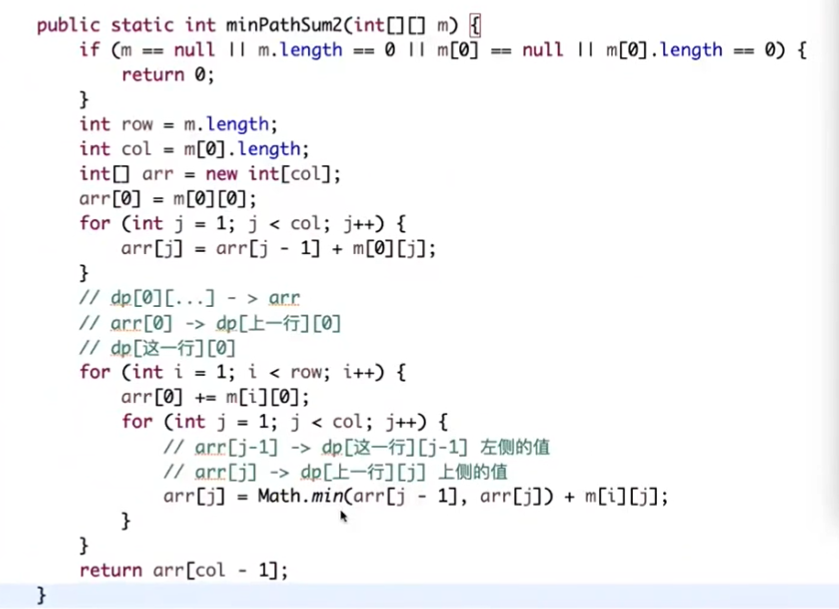 public static int minPathSum2(int[][] m) {
    if (m == null || m.length == 0 || m[0] == null || m[0].length == 0) {
        return 0;
    }
    int row = m.length;
    int col = m[0].length;
    int[] arr = new int[col];
    arr[0] = m[0][0];
    for (int j = 1; j < col; j++) {
        arr[j] = arr[j - 1] + m[0][j];
    }
    // dp[0][...] - > arr
    // arr[0] -> dp[上一行][0]
    // dp[这一行][0]
    for (int i = 1; i < row; i++) {
        arr[0] += m[i][0];
        for (int j = 1; j < col; j++) {
            // arr[j-1] -> dp[这一行][j-1] 左侧的值
            // arr[j] -> dp[上一行][j] 上侧的值
            arr[j] = Math.min(arr[j - 1], arr[j]) + m[i][j];
        }
    }
    return arr[col - 1];
}